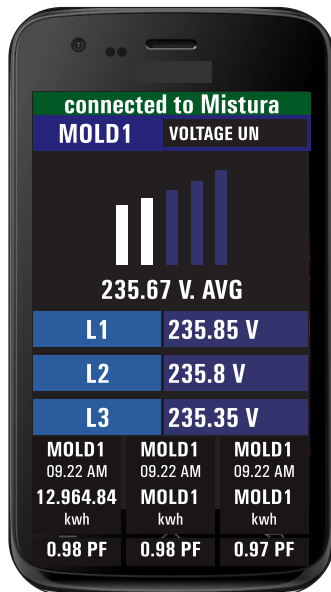 connected to Mistura
MOLD1 VOLTAGE UN
235.67 V. AVG
L1 235.85 V
L2 235.8 V
L3 235.35 V
MOLD1 MOLD1 MOLD1
09.22 AM 09.22 AM 09.22 AM
12.964.84 MOLD1 MOLD1
kwh kwh kwh
0.98 PF 0.98 PF 0.97 PF